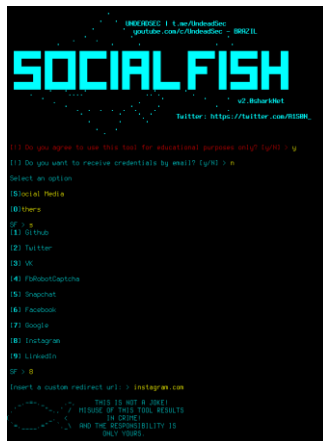 UNDEADSEC | t.me/UndeadSec
youtube.com/c/UndeadSec - BRAZIL
SOCIAL FISH
v2.0sharkNet
Twitter: https://twitter.com/A1S0N_
[!] Do you agree to use this tool for educational purposes only? [y/N] > y
[!] Do you want to receive credentials by email? [y/N] > n
Select an option
[S]ocial Media
[O]thers
SF > s
[1] Github
[2] Twitter
[3] VK
[4] FbRobotCaptcha
[5] Snapchat
[6] Facebook
[7] Google
[8] Instagram
[9] LinkedIn
SF > 8
Insert a custom redirect url: > instagram.com
THIS IS NOT A JOKE!
MISUSE OF THIS TOOL RESULTS
IN CRIME!
AND THE RESPONSIBILITY IS
ONLY YOURS.